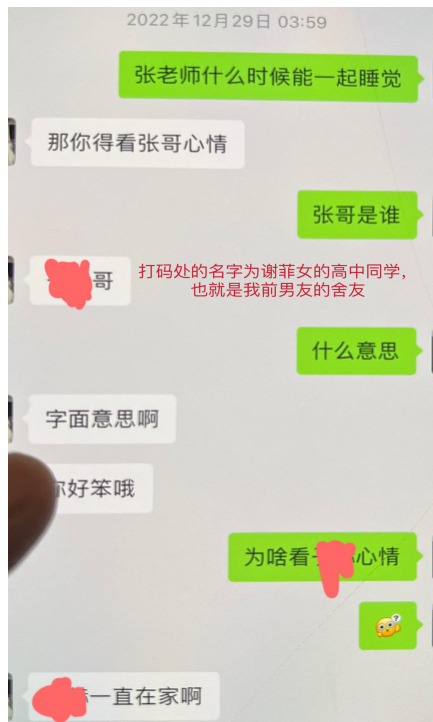 2022年12月29日 03:59
张老师什么时候能一起睡觉
那你得看张哥心情
张哥是谁
哥
打码处的名字为谢菲女的高中同学,
也就是我前男友的舍友
什么意思
字面意思啊
你好笨哦
为啥看 心情
一直在家啊